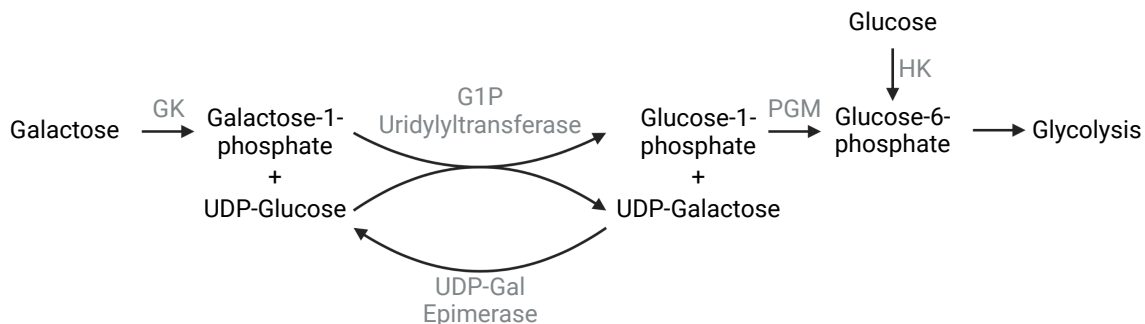 Glucose
HK
GK
G1P
Uridylyltransferase
PGM
Galactose
Galactose-1-
phosphate
+
UDP-Glucose
Glucose-1-
phosphate
+
UDP-Galactose
Glucose-6-
phosphate
Glycolysis
UDP-Gal
Epimerase